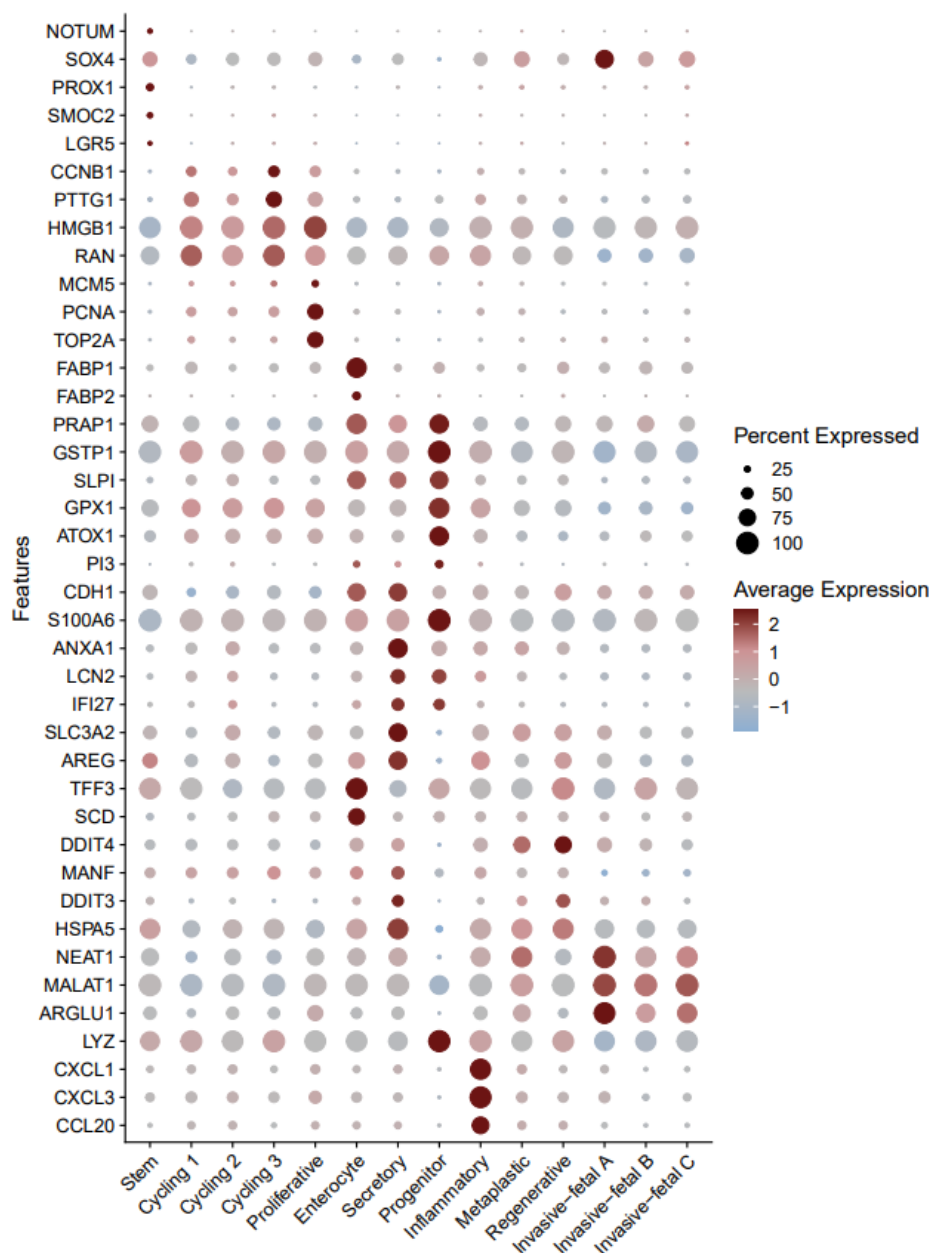 NOTUM
SOX4
PROX1
SMOC2
LGR5
CCNB1
PTTG1
HMGB1
RAN
MCM5
PCNA
TOP2A
FABP1
FABP2
PRAP1
GSTP1
SLPI
GPX1
ATOX1
PI3
CDH1
S100A6
ANXA1
LCN2
IFI27
SLC3A2
AREG
TFF3
SCD
DDIT4
MANF
DDIT3
HSPA5
NEAT1
MALAT1
ARGLU1
LYZ
CXCL1
CXCL3
CCL20
Features
Stem
Cycling 1
Cycling 2
Cycling 3
Proliferative
Enterocyte
Secretory
Progenitor
Inflammatory
Metaplastic
Regenerative
Invasive−fetal A
Invasive−fetal B
Invasive−fetal C
Percent Expressed
25
50
75
100
Average Expression
2
1
0
−1